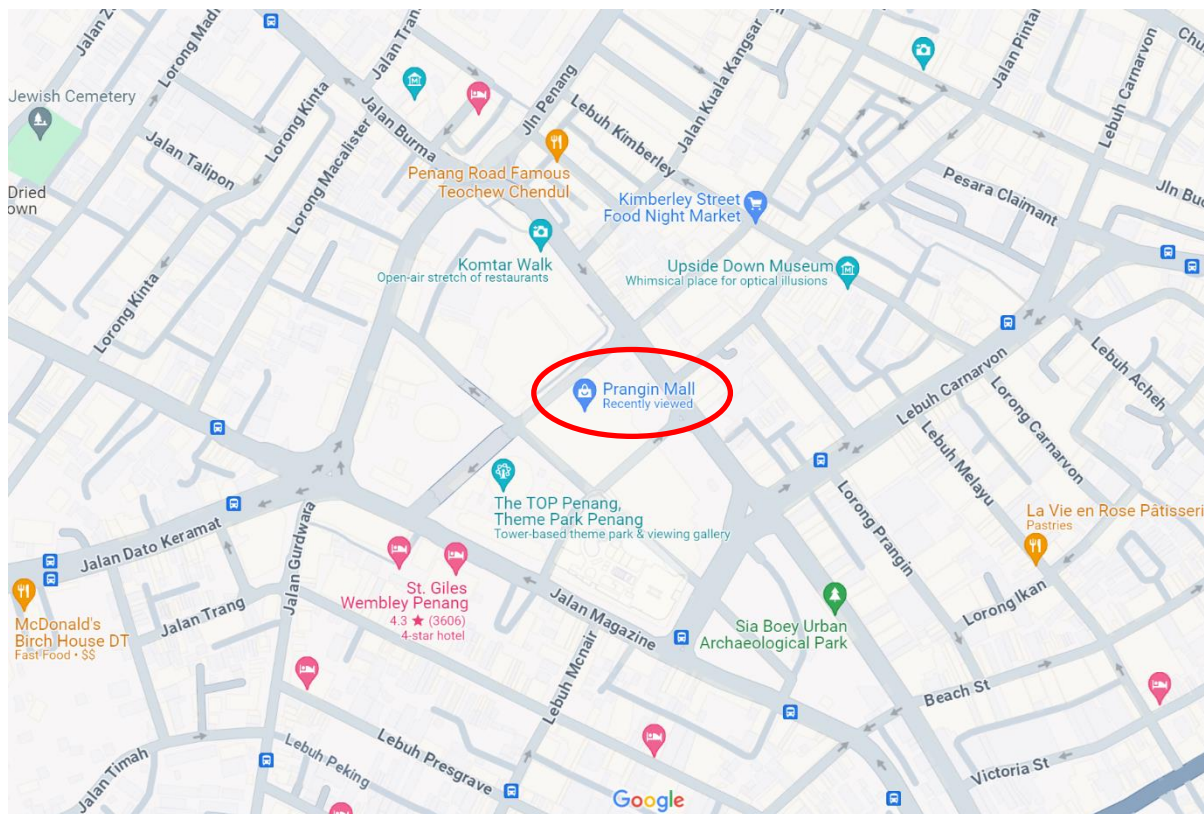 Jalan Z
Lorong Madr
Jalan Tran
Jln Penang
Jalan Kuala Kangsar
Jalan Pintal
Lebuh Carnarvon
Chu
Jewish Cemetery
Lorong Kinta
Jalan Burma
Lebuh Kimberley
Jalan Talipon
Lorong Macalister
Penang Road Famous
Teochew Chendul
Pesara Claimant
Jln Buc
Dried
own
Kimberley Street
Food Night Market
Komtar Walk
Open-air stretch of restaurants
Upside Down Museum
Whimsical place for optical illusions
Lorong Kinta
Prangin Mall
Recently viewed
Lebuh Carnarvon
Lebuh Acheh
Lorong Carnarvon
Lebuh Melayu
The TOP Penang,
Theme Park Penang
Tower-based theme park & viewing gallery
Lorong Prangin
La Vie en Rose Pâtisseri
Pastries
Jalan Dato Keramat
Jalan Gurdwara
St. Giles
Wembley Penang
4.3 ★ (3606)
4-star hotel
Jalan Magazine
Lorong Ikan
McDonald's
Birch House DT
Fast Food • $$
Jalan Trang
Sia Boey Urban
Archaeological Park
Lebuh Mcnair
Beach St
Lebuh Presgrave
Lebuh Peking
Jalan Timah
Victoria St
Google